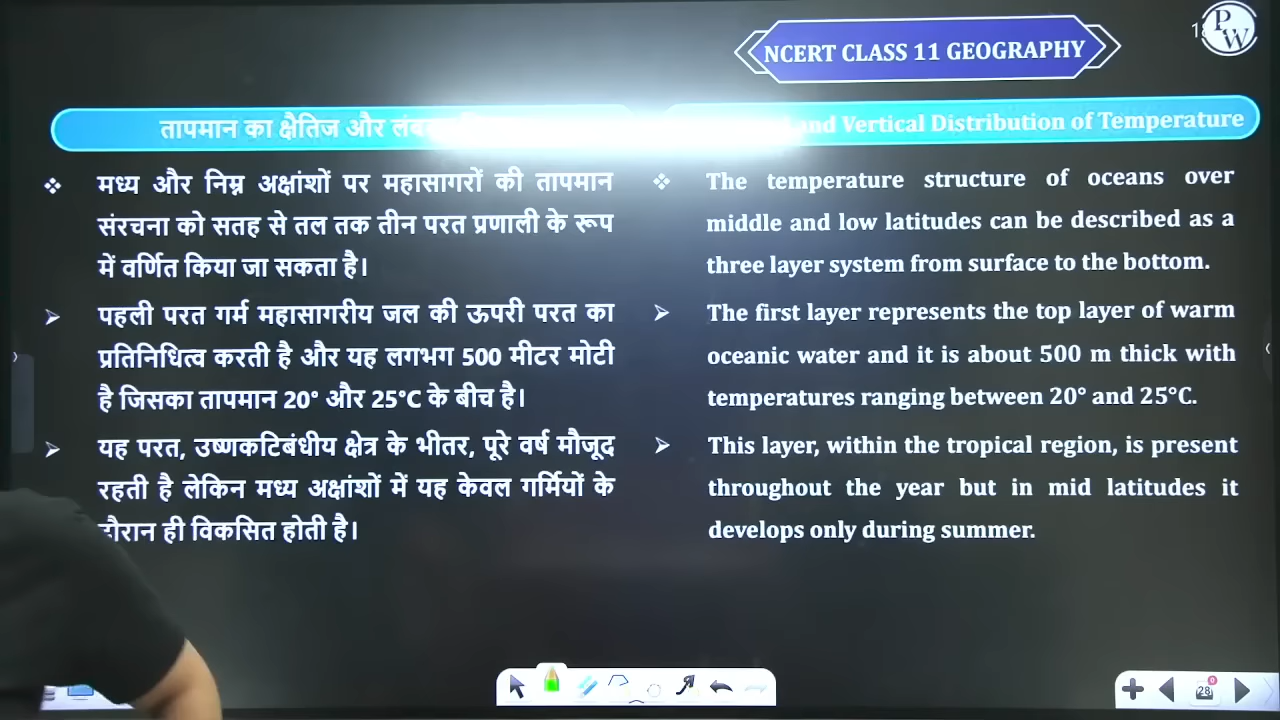 NCERT CLASS 11 GEOGRAPHY
PW
तापमान का क्षैतिज और
and Vertical Distribution of Temperature
मध्य और निम्न अक्षांशों पर महासागरों की तापमान
संरचना को सतह से तल तक तीन परत प्रणाली के रूप
में वर्णित किया जा सकता है।
पहली परत गर्म महासागरीय जल की ऊपरी परत का
प्रतिनिधित्व करती है और यह लगभग 500 मीटर मोटी
है जिसका तापमान 20° और 25°C के बीच है।
यह परत, उष्णकटिबंधीय क्षेत्र के भीतर, पूरे वर्ष मौजूद
रहती है लेकिन मध्य अक्षांशों में यह केवल गर्मियों के
दौरान ही विकसित होती है।
The temperature structure of oceans over
middle and low latitudes can be described as a
three layer system from surface to the bottom.
The first layer represents the top layer of warm
oceanic water and it is about 500 m thick with
temperatures ranging between 20° and 25°C.
This layer, within the tropical region, is present
throughout the year but in mid latitudes it
develops only during summer.
28
0